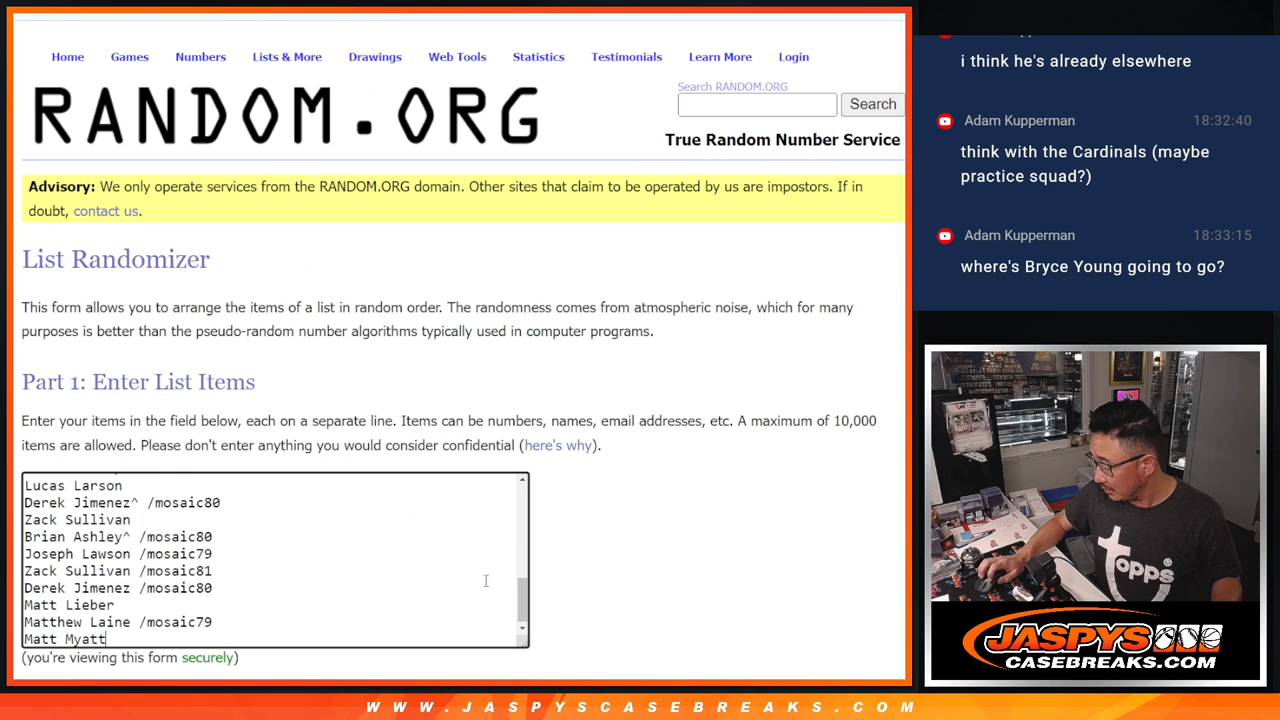 Home Games Numbers Lists & More Drawings Web Tools Statistics Testimonials Learn More Login
RANDOM.ORG
Search RANDOM.ORG
Search
True Random Number Service
Advisory: We only operate services from the RANDOM.ORG domain. Other sites that claim to be operated by us are impostors. If in
doubt, contact us.
List Randomizer
This form allows you to arrange the items of a list in random order. The randomness comes from atmospheric noise, which for many
purposes is better than the pseudo-random number algorithms typically used in computer programs.
Part 1: Enter List Items
Enter your items in the field below, each on a separate line. Items can be numbers, names, email addresses, etc. A maximum of 10,000
items are allowed. Please don't enter anything you would consider confidential (here's why).
Lucas Larson
Derek Jimenez^ /mosaic80
Zack Sullivan
Brian Ashley^ /mosaic80
Joseph Lawson /mosaic79
Zack Sullivan /mosaic81
Derek Jimenez /mosaic80
Matt Lieber
Matthew Laine /mosaic79
Matt Myatt
(you're viewing this form securely)
i think he's already elsewhere
Adam Kupperman 18:32:40
think with the Cardinals (maybe
practice squad?)
Adam Kupperman 18:33:15
where's Bryce Young going to go?
topps
JASPYS
CASEBREAKS.COM
WWW.JASPYSCASEBREAKS.COM